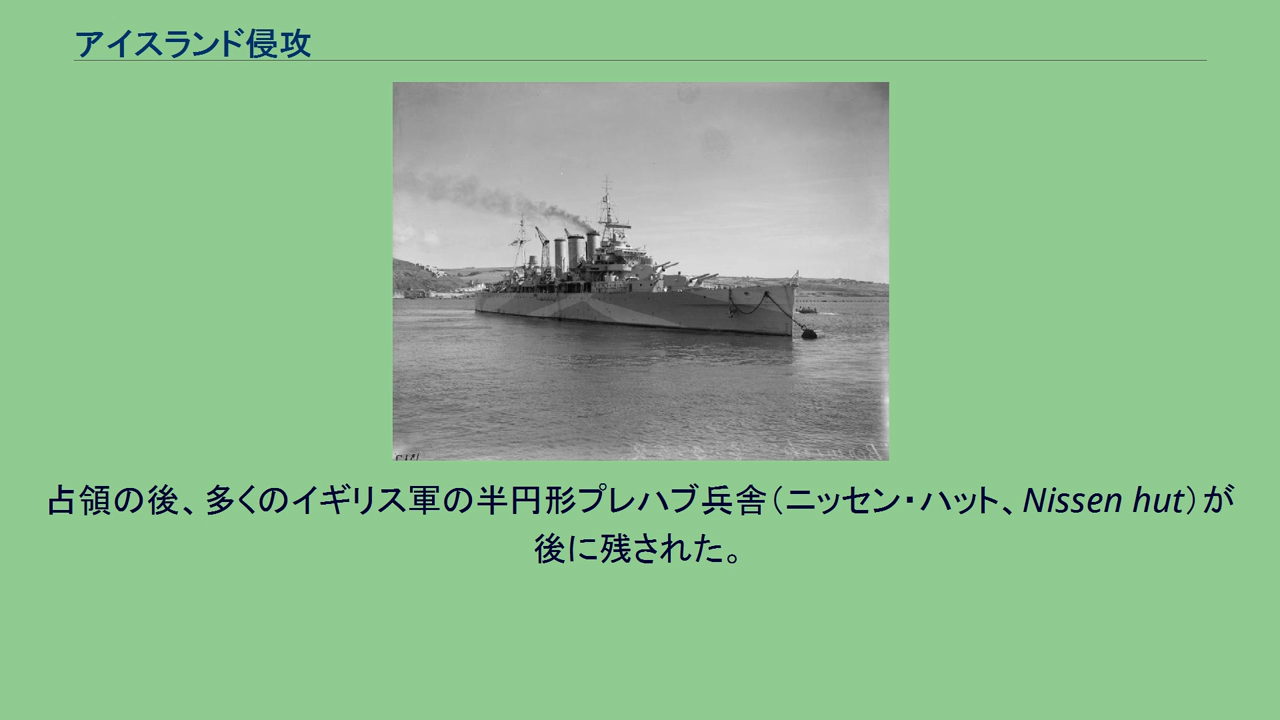 アイスランド侵攻
占領の後、多くのイギリス軍の半円形プレハブ兵舎（ニッセン・ハット、Nissen hut）が
後に残された。